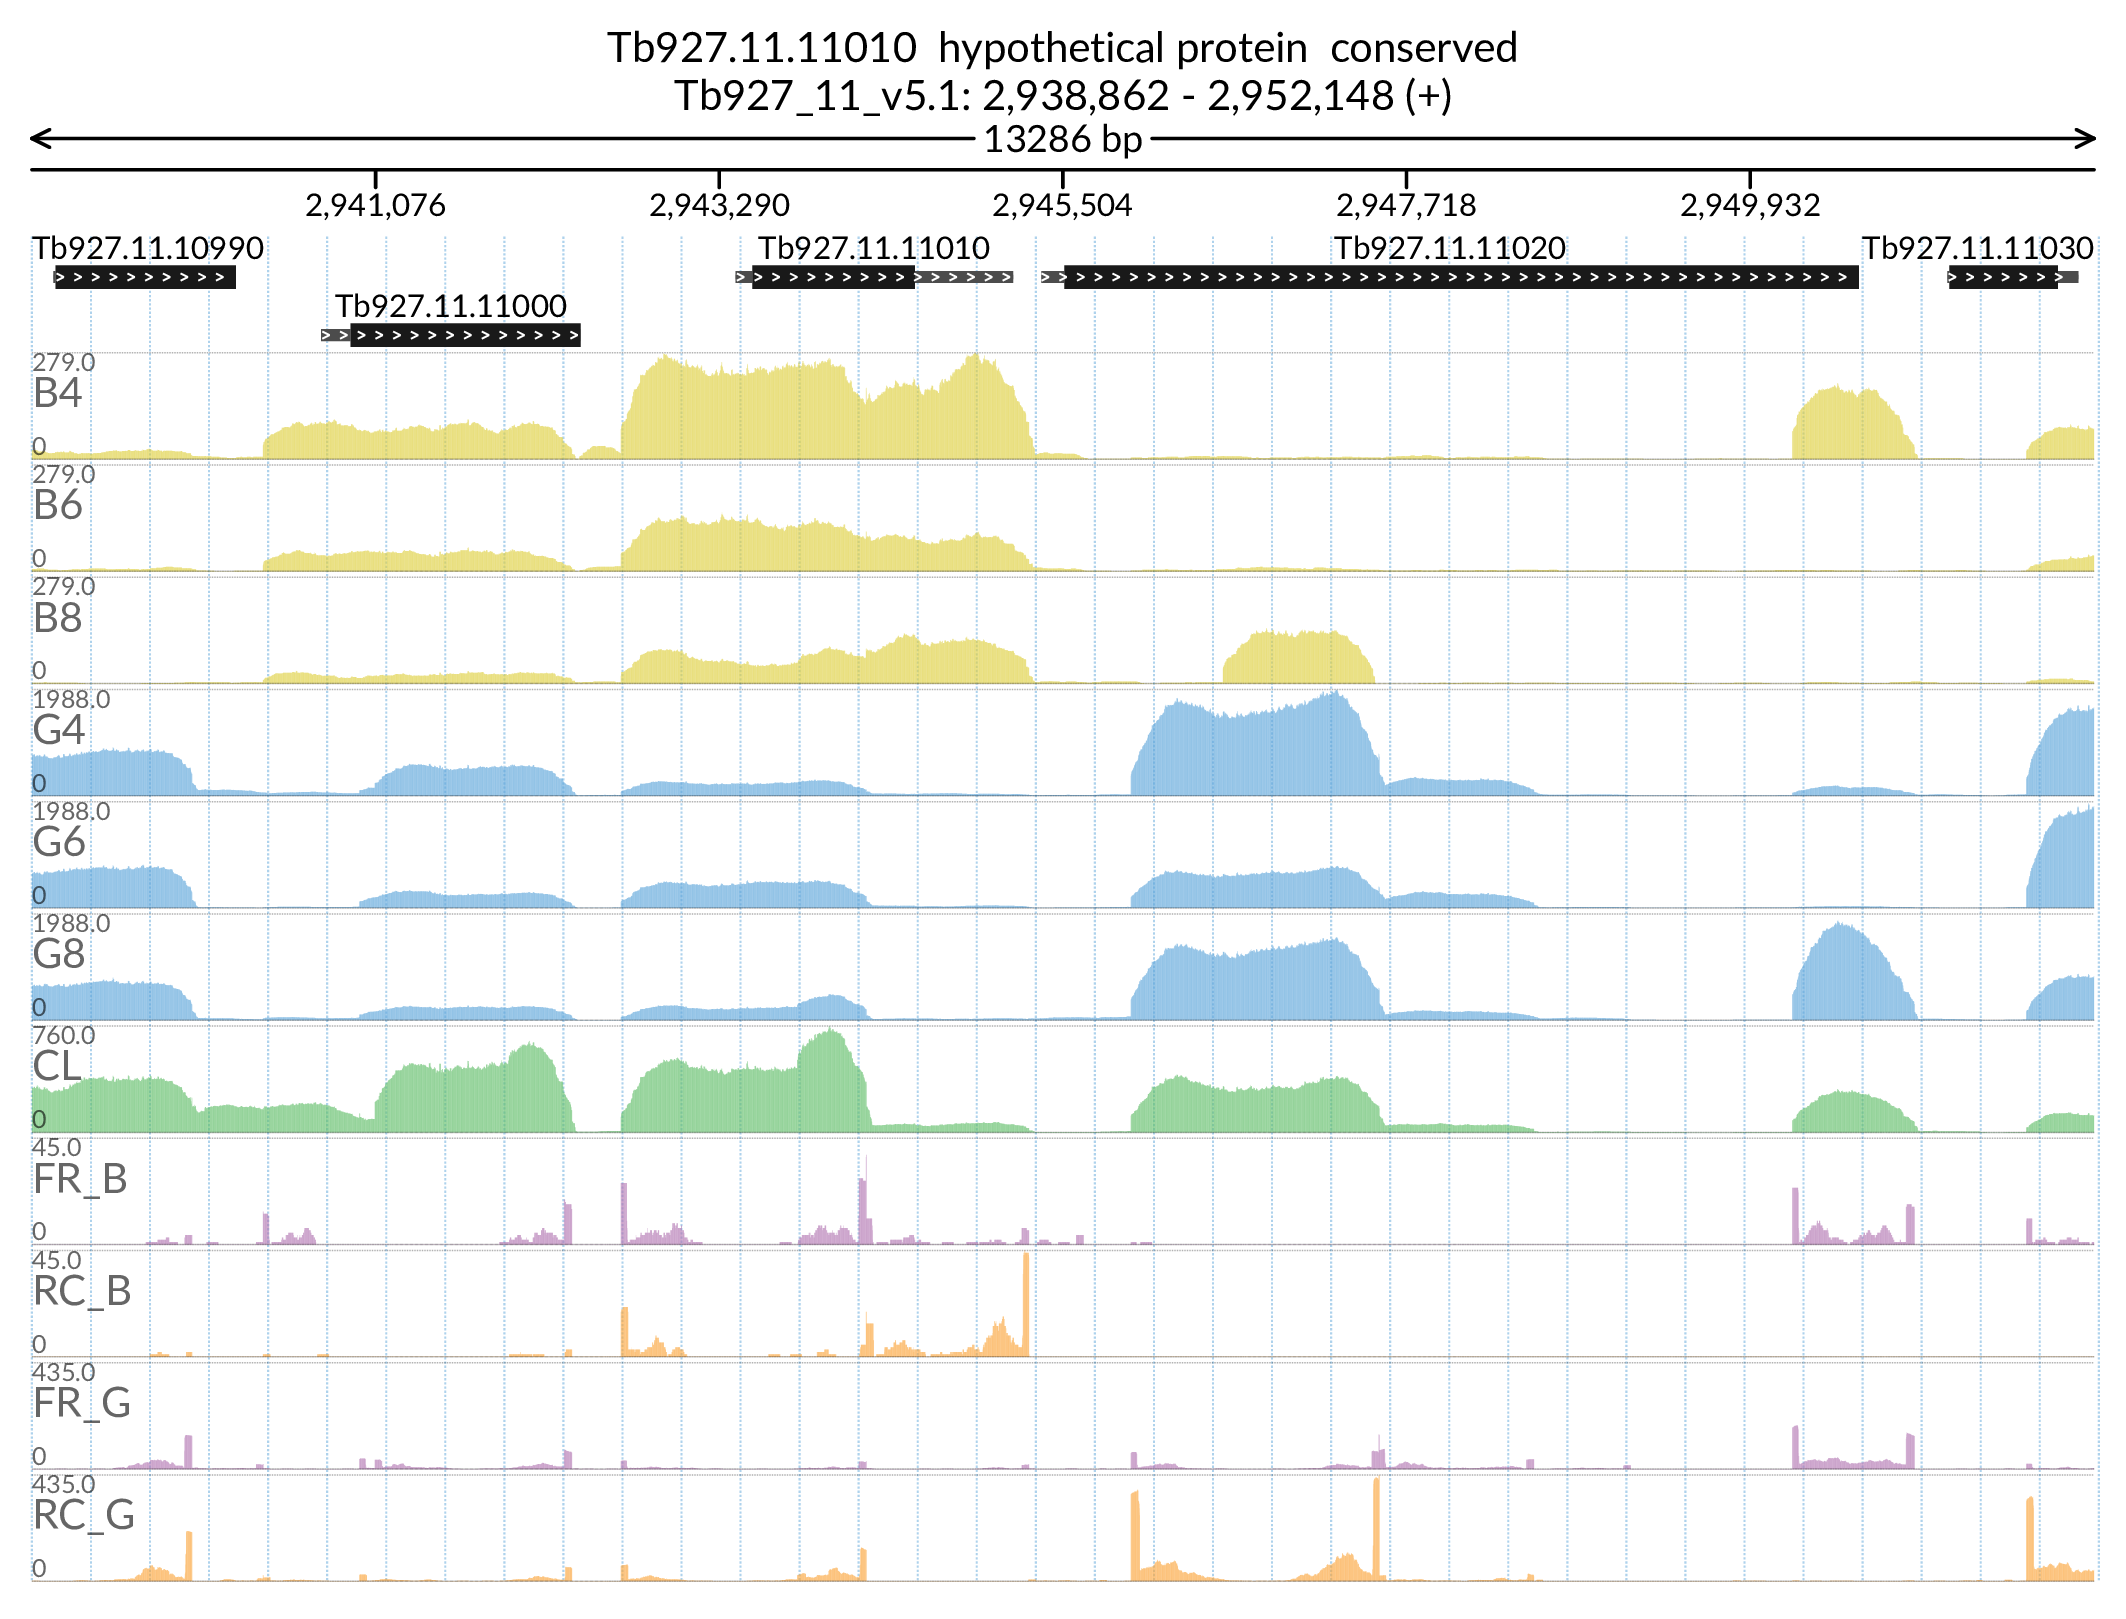 Tb927.11.11010 hypothetical protein conserved
Tb927_11_v5.1: 2,938,862 - 2,952,148 (+)
13286 bp
2,941,076 2,943,290 2,945,504 2,947,718 2,949,932
Tb927.11.10990 Tb927.11.11010 Tb927.11.11020 Tb927.11.11030
Tb927.11.11000
279.0
B4
0
279.0
B6
0
279.0
B8
0
1988.0
G4
0
1988.0
G6
0
1988.0
G8
0
760.0
CL
0
45.0
FR_B
0
45.0
RC_B
0
435.0
FR_G
0
435.0
RC_G
0